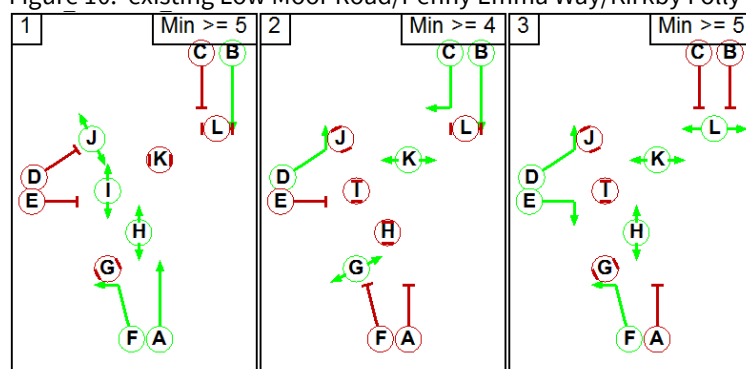 Figure 10: existing Low Moor Road/Penny Emma Way/Kirkby Folly
1 Min >= 5
C B
L
J
K
D
I
E
H
G
F A
2 Min >= 4
C B
L
J
K
D
I
E
H
G
F A
3 Min >= 5
C B
L
J
K
D
I
E
H
G
F A